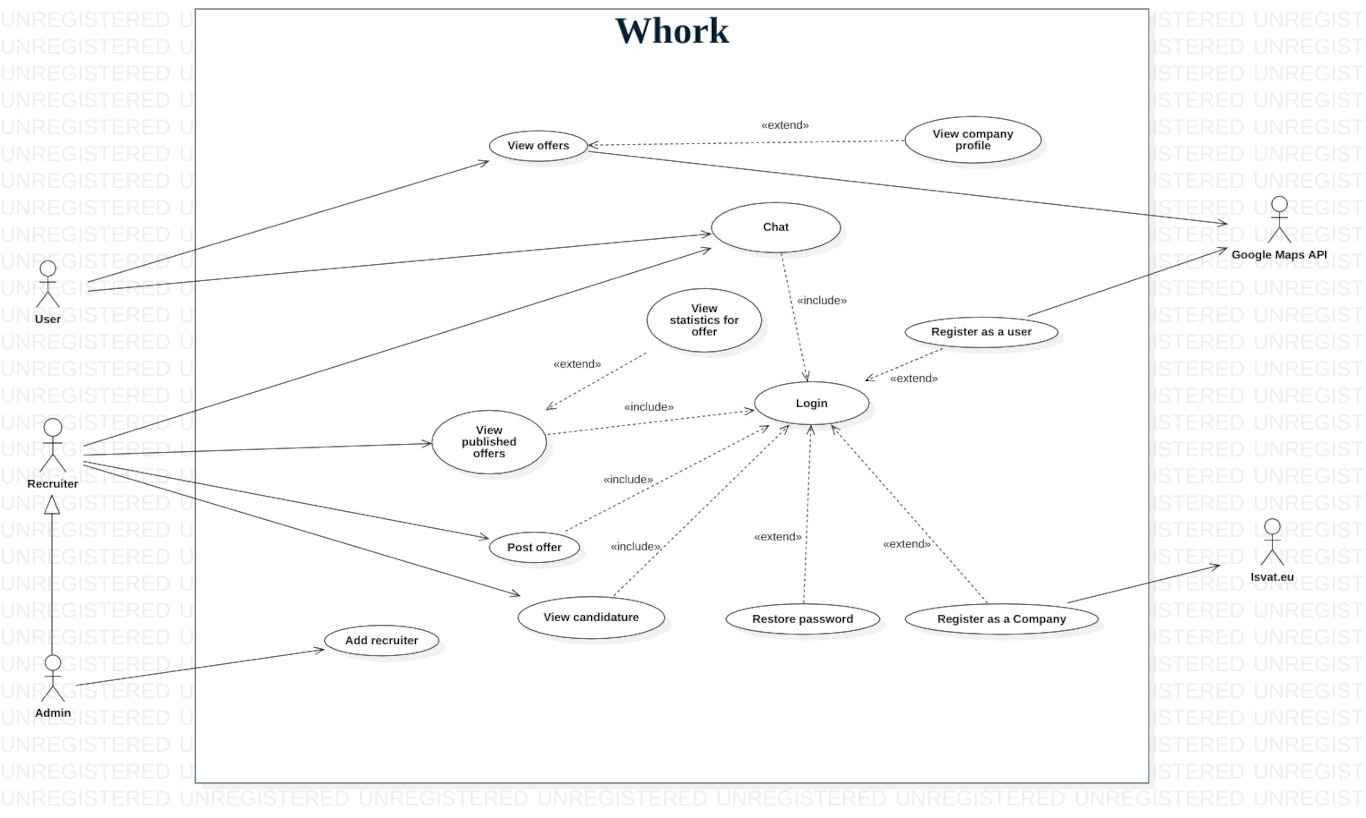 Whork
«extend»
View company
profile
View offers
Chat
Google Maps API
«include»
User
View
statistics for
offer
Register as a user
«extend»
«extend»
Login
«include»
View
published
offers
Recruiter
«include»
«extend»
«extend»
Post offer
«include»
Isvat.eu
View candidature
Restore password
Register as a Company
Add recruiter
Admin
UNREGISTERED UNREGISTERED UNREGISTERED UNREGISTERED UNREGISTERED UNREGISTERED UNREGISTERED UNREGIST